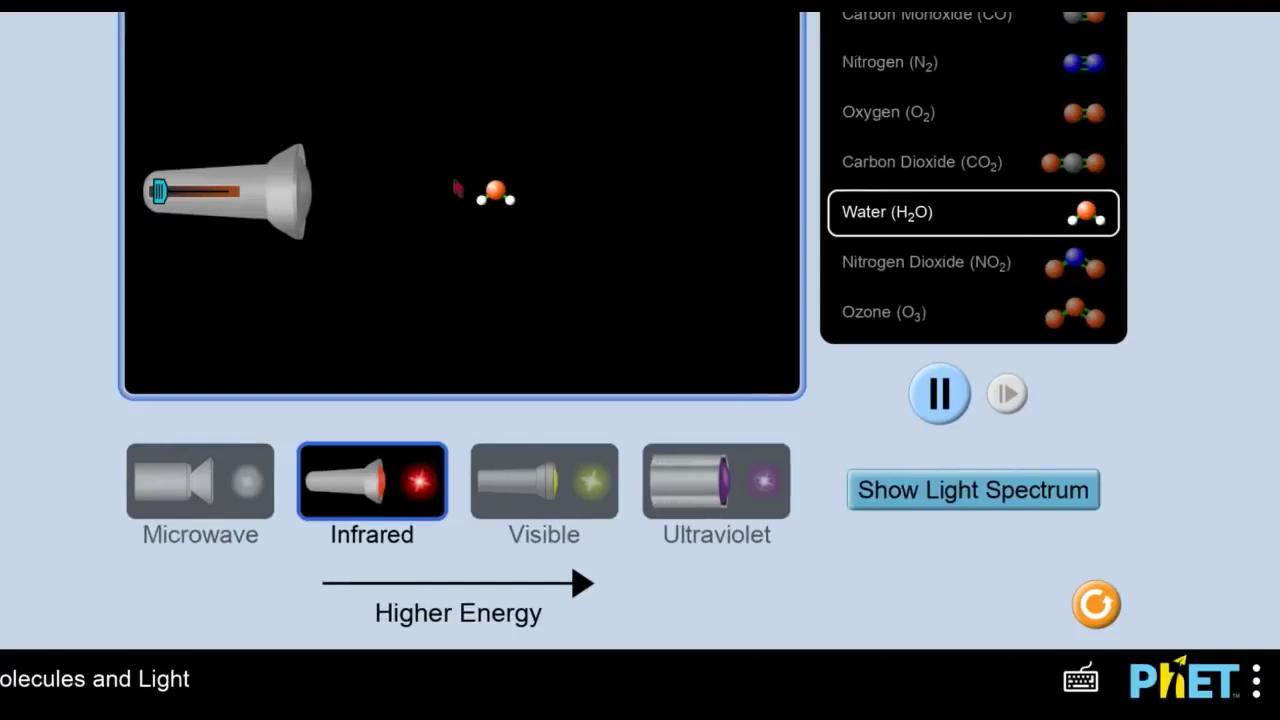 Carbon Monoxide (CO)
Nitrogen (N₂)
Oxygen (O₂)
Carbon Dioxide (CO₂)
Water (H₂O)
Nitrogen Dioxide (NO₂)
Ozone (O₃)
Show Light Spectrum
Microwave
Infrared
Visible
Ultraviolet
Higher Energy
olecules and Light
PhET